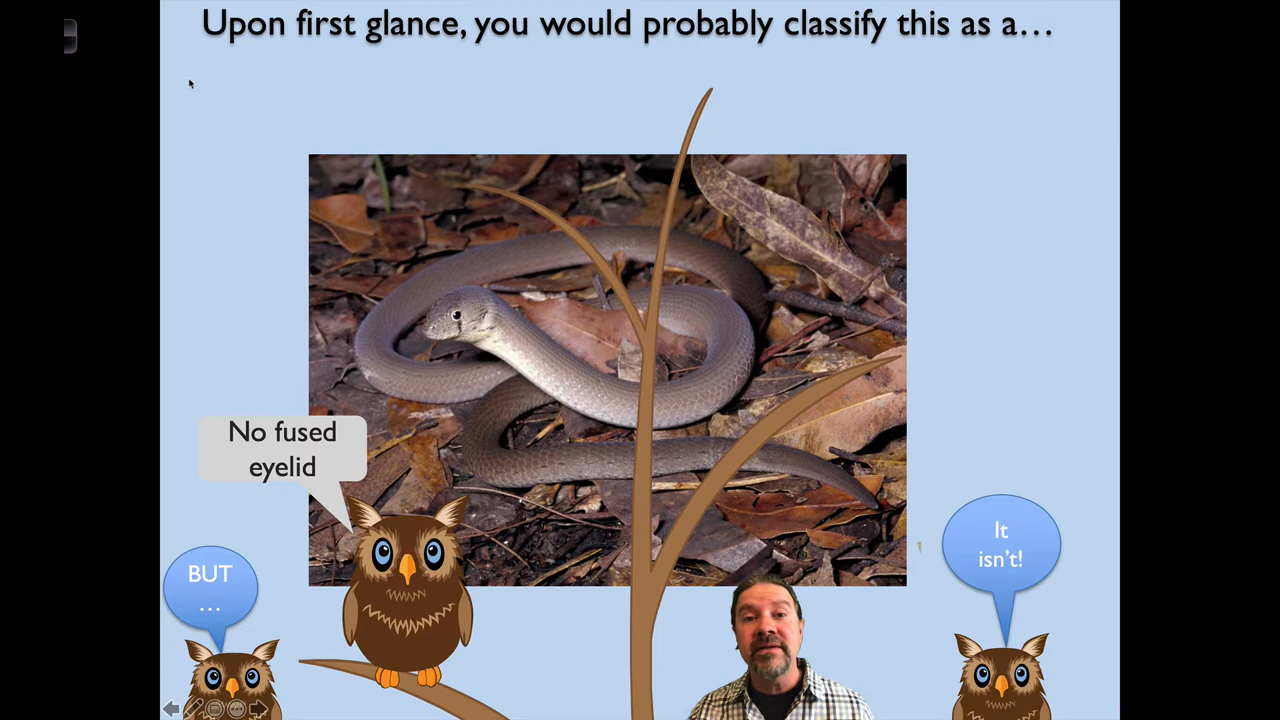 Upon first glance, you would probably classify this as a…
No fused
eyelid
BUT
…
It
isn't!